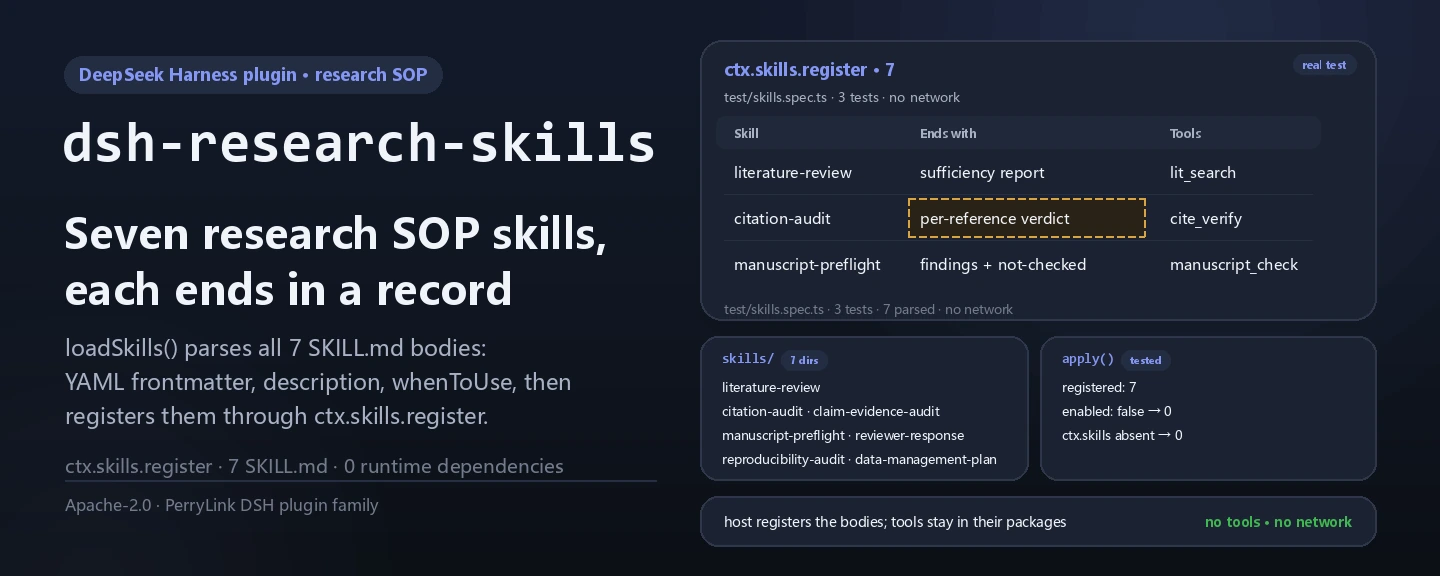 DeepSeek Harness plugin • research SOP
dsh-research-skills
Seven research SOP skills,
each ends in a record
loadSkills() parses all 7 SKILL.md bodies:
YAML frontmatter, description, whenToUse, then
registers them through ctx.skills.register.
ctx.skills.register · 7 SKILL.md · 0 runtime dependencies
Apache-2.0 · PerryLink DSH plugin family
ctx.skills.register • 7
real test
test/skills.spec.ts · 3 tests · no network
Skill Ends with Tools
literature-review sufficiency report lit_search
citation-audit per-reference verdict cite_verify
manuscript-preflight findings + not-checked manuscript_check
test/skills.spec.ts · 3 tests · 7 parsed · no network
skills/ 7 dirs
literature-review
citation-audit · claim-evidence-audit
manuscript-preflight · reviewer-response
reproducibility-audit · data-management-plan
apply() tested
registered: 7
enabled: false → 0
ctx.skills absent → 0
host registers the bodies; tools stay in their packages
no tools • no network